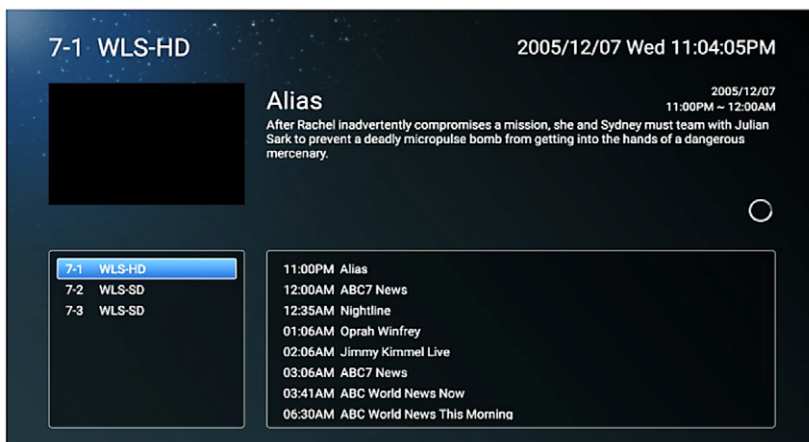 7-1 WLS-HD
2005/12/07 Wed 11:04:05PM
Alias
2005/12/07
11:00PM ~ 12:00AM
After Rachel inadvertently compromises a mission, she and Sydney must team with Julian
Sark to prevent a deadly micropulse bomb from getting into the hands of a dangerous
mercenary.
7-1 WLS-HD
7-2 WLS-SD
7-3 WLS-SD
11:00PM Alias
12:00AM ABC7 News
12:35AM Nightline
01:06AM Oprah Winfrey
02:06AM Jimmy Kimmel Live
03:06AM ABC7 News
03:41AM ABC World News Now
06:30AM ABC World News This Morning